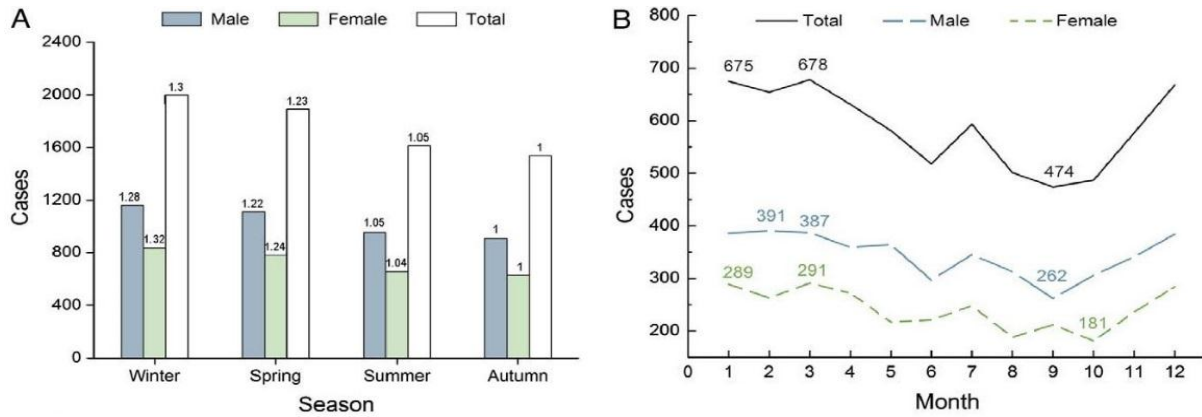 A
Male Female Total
2400
2000
1600
1200
800
400
0
Cases
1.28 1.32 1.3
1.22 1.24 1.23
1.05 1.04 1.05
1 1 1
Winter Spring Summer Autumn
Season
B
Total Male Female
800
700
600
500
400
300
200
Cases
675 678 474
391 387 262
289 291 181
0 1 2 3 4 5 6 7 8 9 10 11 12
Month